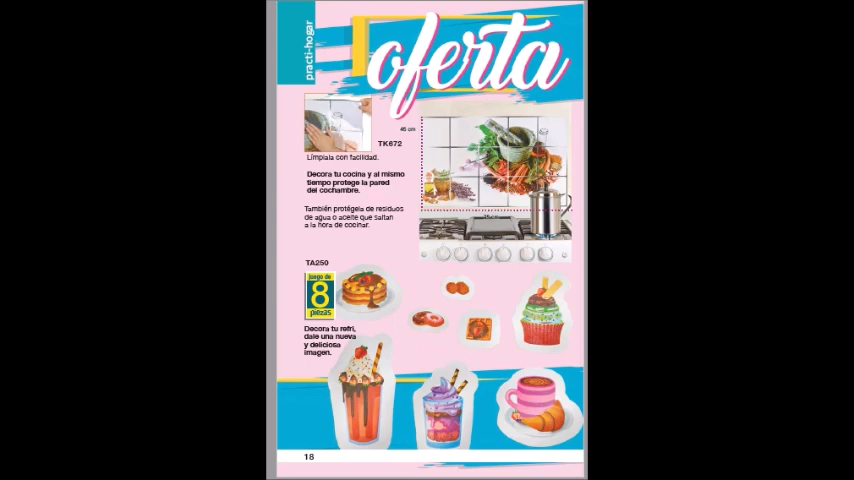 practi-hogar
oferta
45 cm
TK672
Límpiala con facilidad.
Decora tu cocina y al mismo
tiempo protege la pared
del cochambre.
También protégela de residuos
de agua o aceite que saltan
a la hora de cocinar.
75 cm
TA250
juego de
8
piezas
Decora tu refri,
dale una nueva
y deliciosa
imagen.
18